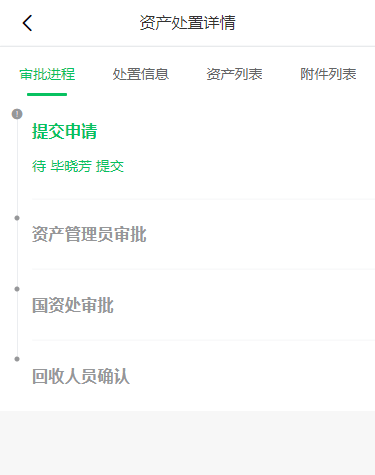 资产处置详情
审批进程 处置信息 资产列表 附件列表
提交申请
待 毕晓芳 提交
资产管理员审批
国资处审批
回收人员确认